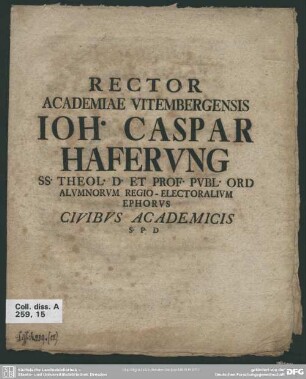 RECTOR
ACADEMIAE VITEMBERGENSIS
IOH· CASPAR
HAFERVNG
SS· THEOL· D· ET PROF· PVBL· ORD
ALVMNORVM REGIO-ELECTORALIVM
EPHORVS
CIVIBVS ACADEMICIS
S·P·D
Coll. diss. A
259, 15
DFG